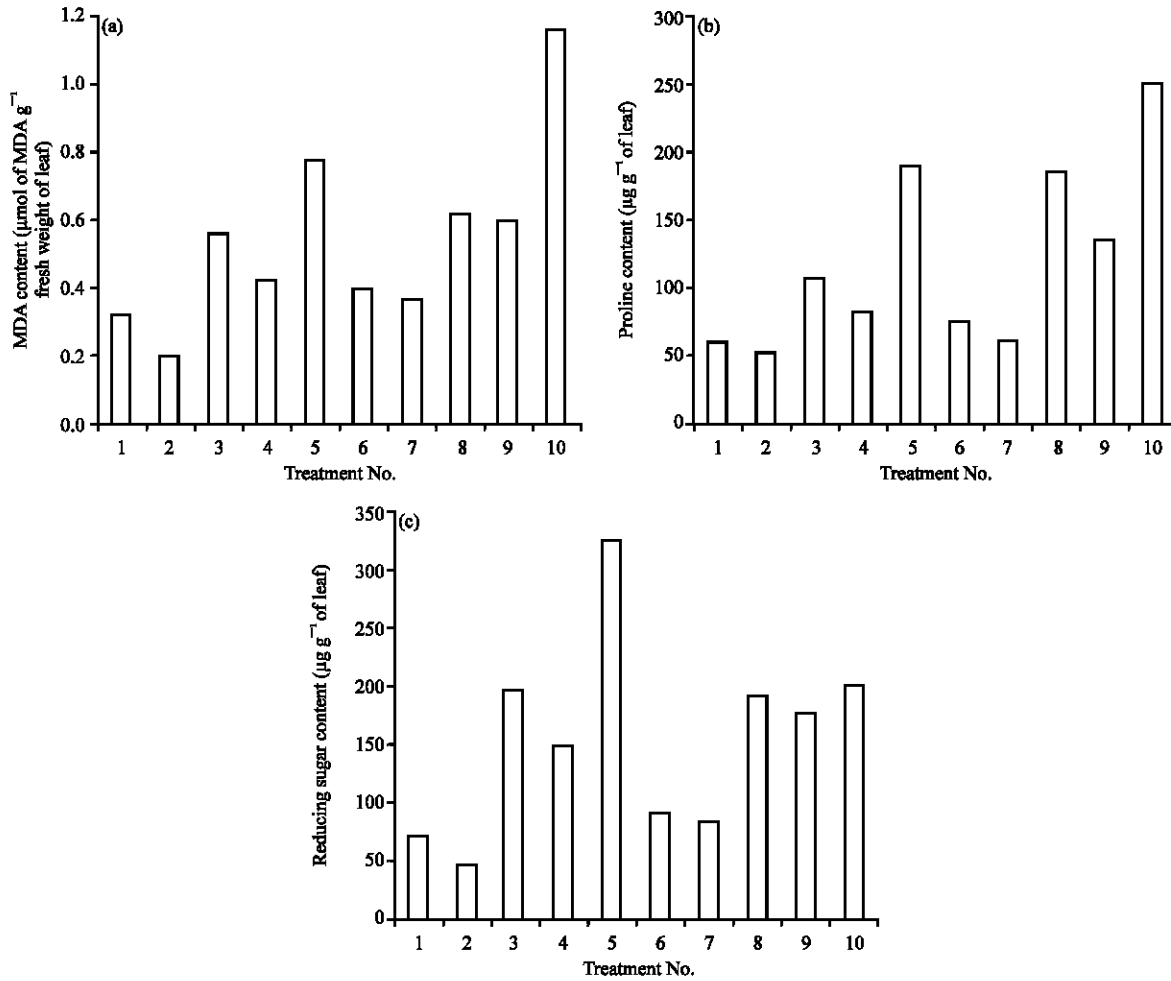 (a)
1.2
1.0
0.8
0.6
0.4
0.2
0.0
MDA content (μmol of MDA g⁻¹
fresh weight of leaf)
1 2 3 4 5 6 7 8 9 10
Treatment No.
(b)
300
250
200
150
100
50
0
Proline content (μg g⁻¹ of leaf)
1 2 3 4 5 6 7 8 9 10
Treatment No.
(c)
350
300
250
200
150
100
50
0
Reducing sugar content (μg g⁻¹ of leaf)
1 2 3 4 5 6 7 8 9 10
Treatment No.